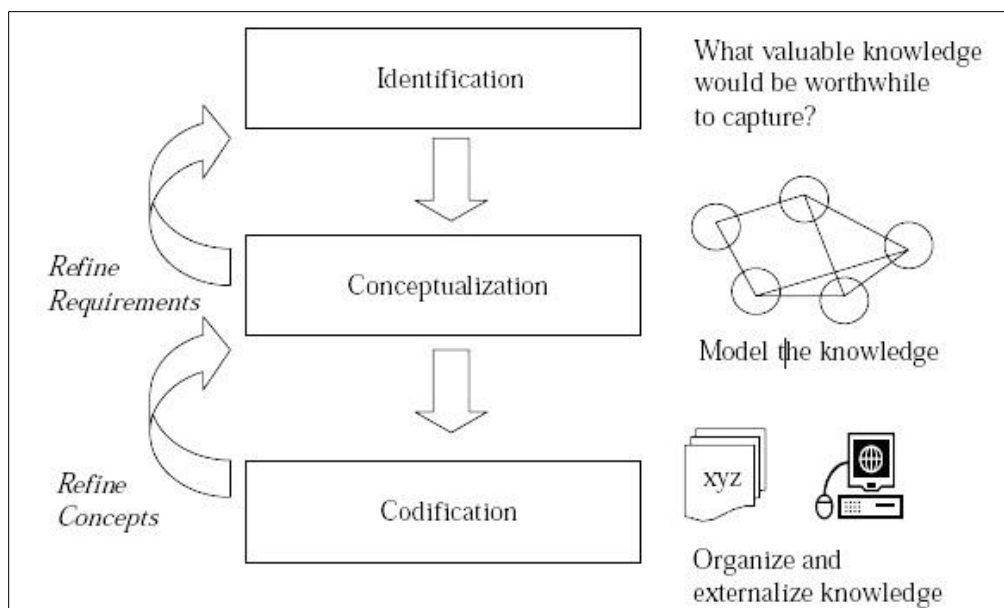 Identification
What valuable knowledge
would be worthwhile
to capture?
Refine
Requirements
Conceptualization
Model the knowledge
Refine
Concepts
Codification
xyz
Organize and
externalize knowledge